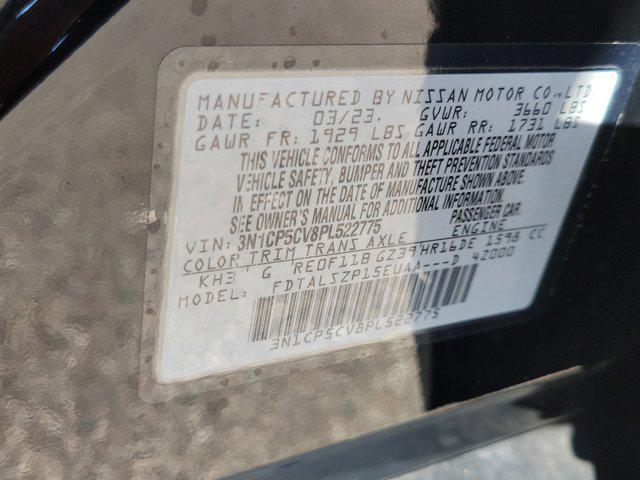 MANUFACTURED BY NISSAN MOTOR CO.,LTD
DATE: 03/23. GVWR: 3660 LBS
GAWR FR: 1929 LBS GAWR RR: 1731 LBS
THIS VEHICLE CONFORMS TO ALL APPLICABLE FEDERAL MOTOR
VEHICLE SAFETY, BUMPER AND THEFT PREVENTION STANDARDS
IN EFFECT ON THE DATE OF MANUFACTURE SHOWN ABOVE.
SEE OWNER'S MANUAL FOR ADDITIONAL INFORMATION.
VIN: 3N1CP5CV8PL522775 PASSENGER CAR
COLOR TRIM TRANS AXLE ENGINE
KH3 G RE0F11B GZ39 HR16DE 1598 CC
MODEL: FDTALSZP15EUAA---D 42000
3N1CP5CV8PL522775